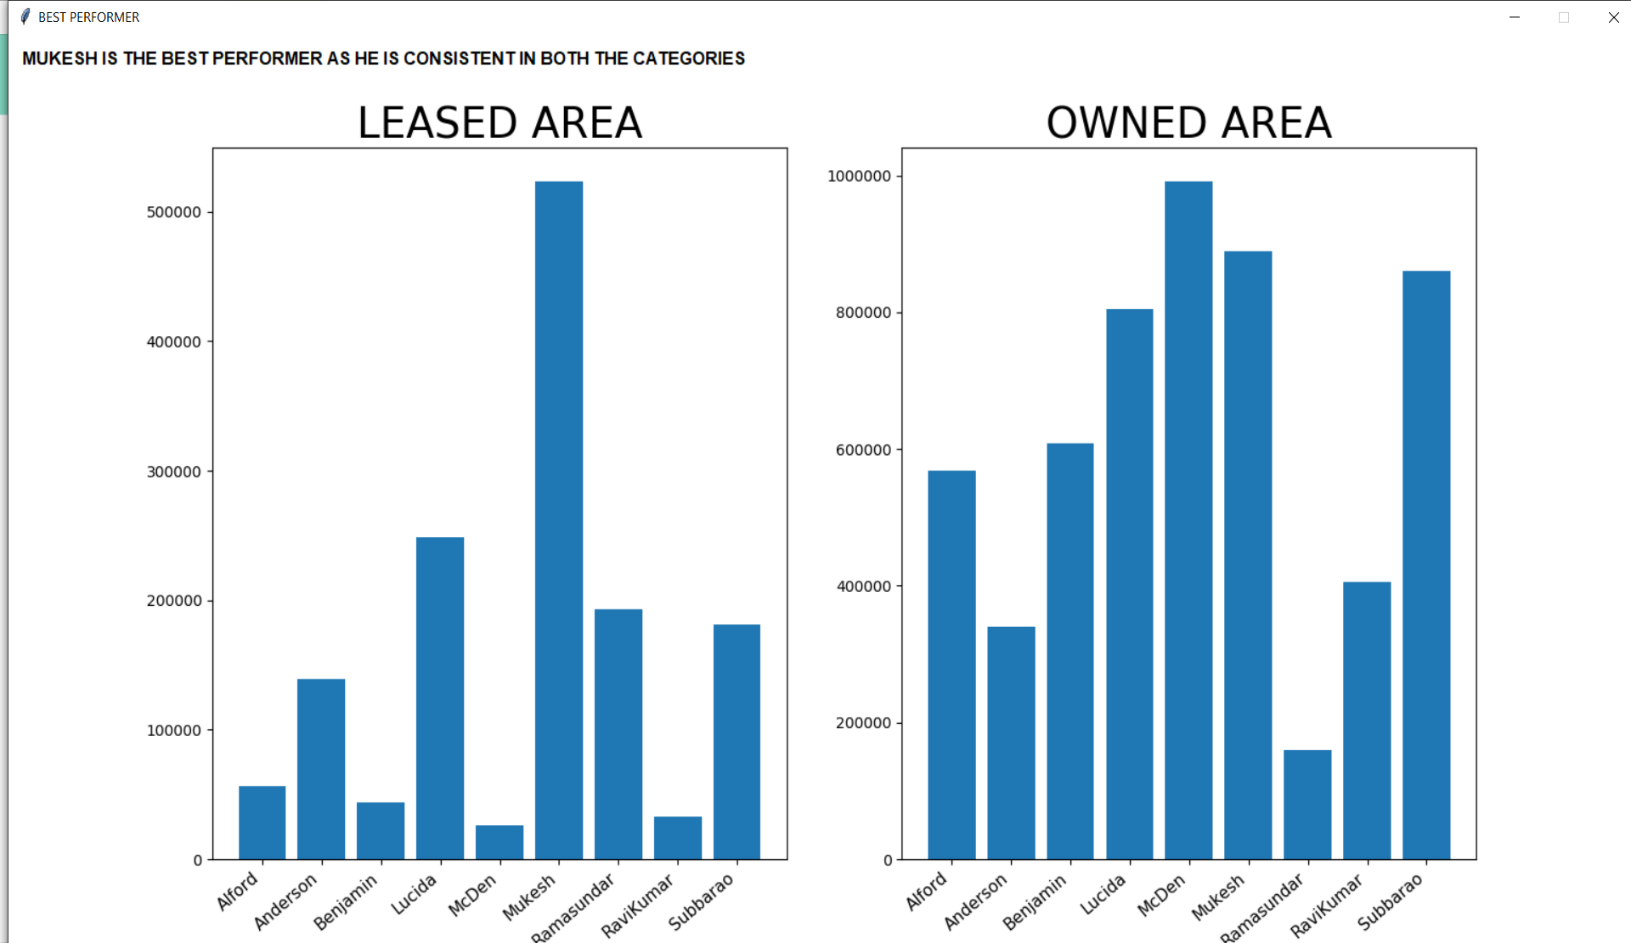 BEST PERFORMER
MUKESH IS THE BEST PERFORMER AS HE IS CONSISTENT IN BOTH THE CATEGORIES
LEASED AREA
500000
400000
300000
200000
100000
0
Alford
Anderson
Benjamin
Lucida
McDen
Mukesh
Ramasundar
RaviKumar
Subbarao
OWNED AREA
1000000
800000
600000
400000
200000
0
Alford
Anderson
Benjamin
Lucida
McDen
Mukesh
Ramasundar
RaviKumar
Subbarao